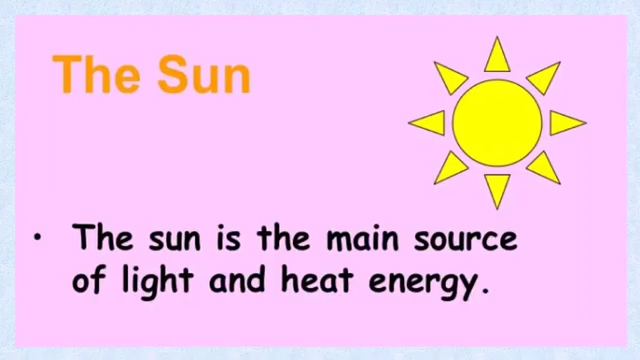 The Sun
• The sun is the main source
of light and heat energy.